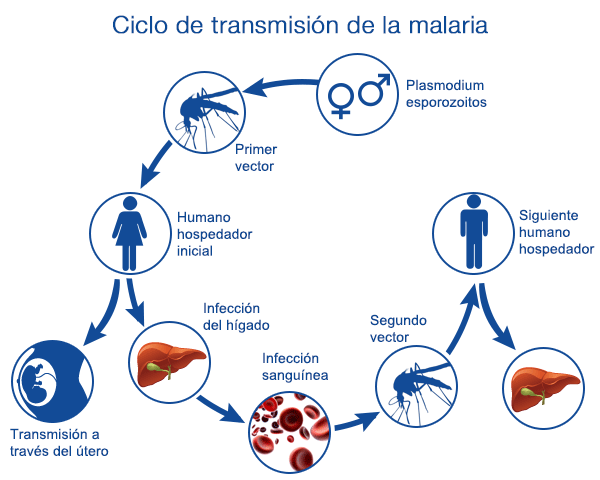 Ciclo de transmisión de la malaria
Plasmodium
esporozoitos
Primer
vector
Humano
hospedador
inicial
Siguiente
humano
hospedador
Infección
del hígado
Segundo
vector
Infección
sanguínea
Transmisión a
través del útero